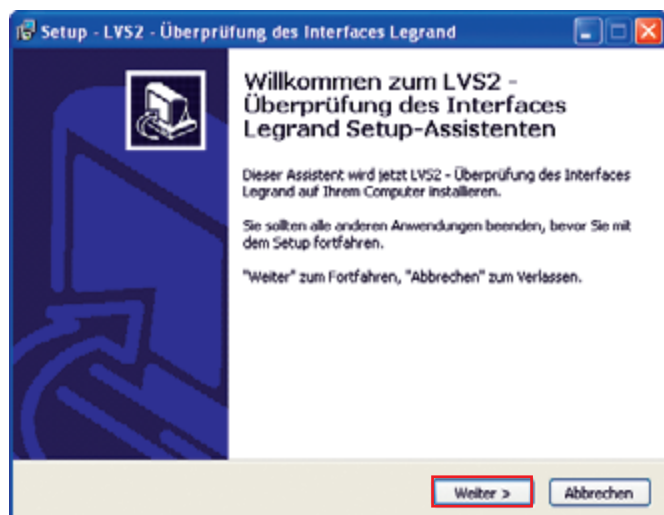 Setup - LVS2 - Überprüfung des Interfaces Legrand
Willkommen zum LVS2 -
Überprüfung des Interfaces
Legrand Setup-Assistenten
Dieser Assistent wird jetzt LVS2 - Überprüfung des Interfaces
Legrand auf Ihrem Computer installieren.
Sie sollten alle anderen Anwendungen beenden, bevor Sie mit
dem Setup fortfahren.
"Weiter" zum Fortfahren, "Abbrechen" zum Verlassen.
Weiter >
Abbrechen